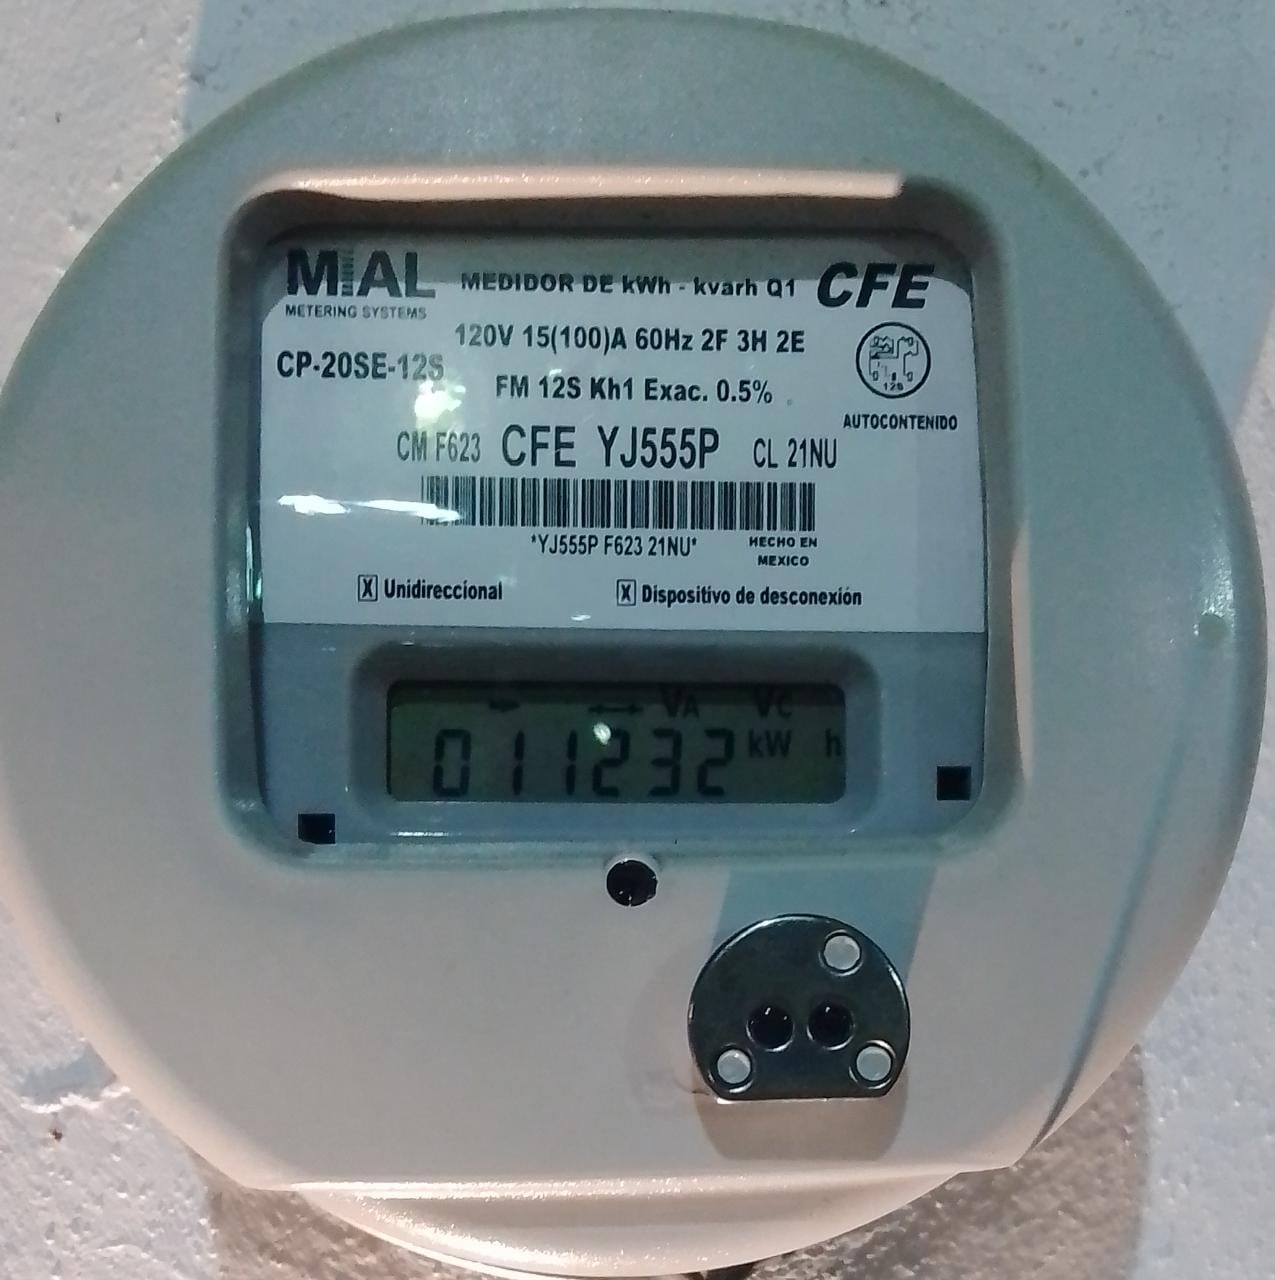 MIAL MEDIDOR DE kWh - kvarh Q1 CFE
METERING SYSTEMS
120V 15(100)A 60Hz 2F 3H 2E
CP-20SE-12S
FM 12S Kh1 Exac. 0.5%
12S
AUTOCONTENIDO
CM F623 CFE YJ555P CL 21NU
*YJ555P F623 21NU*
HECHO EN
MEXICO
X Unidireccional X Dispositivo de desconexión
VA VC
011232 kW h